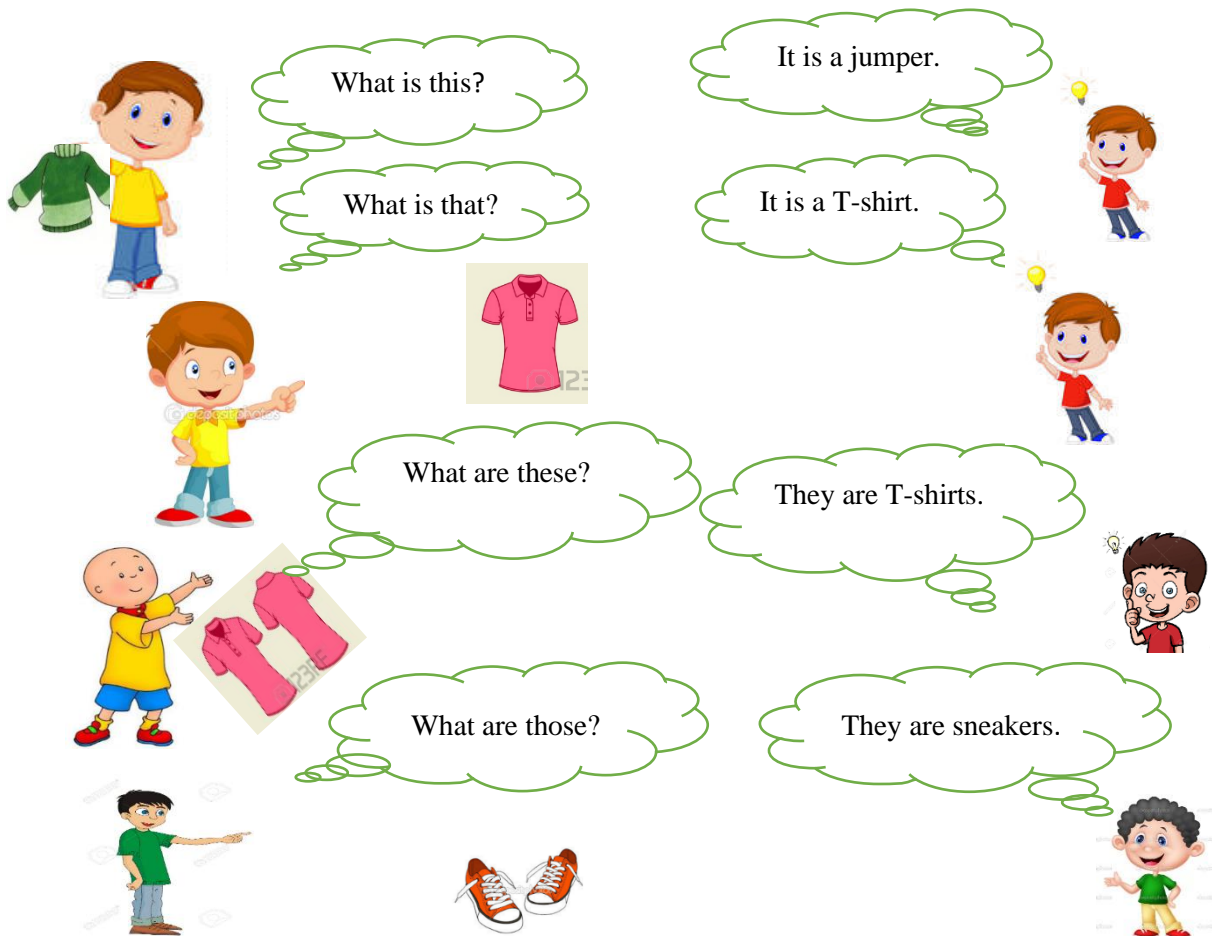 What is this?
It is a jumper.
What is that?
It is a T-shirt.
What are these?
They are T-shirts.
What are those?
They are sneakers.